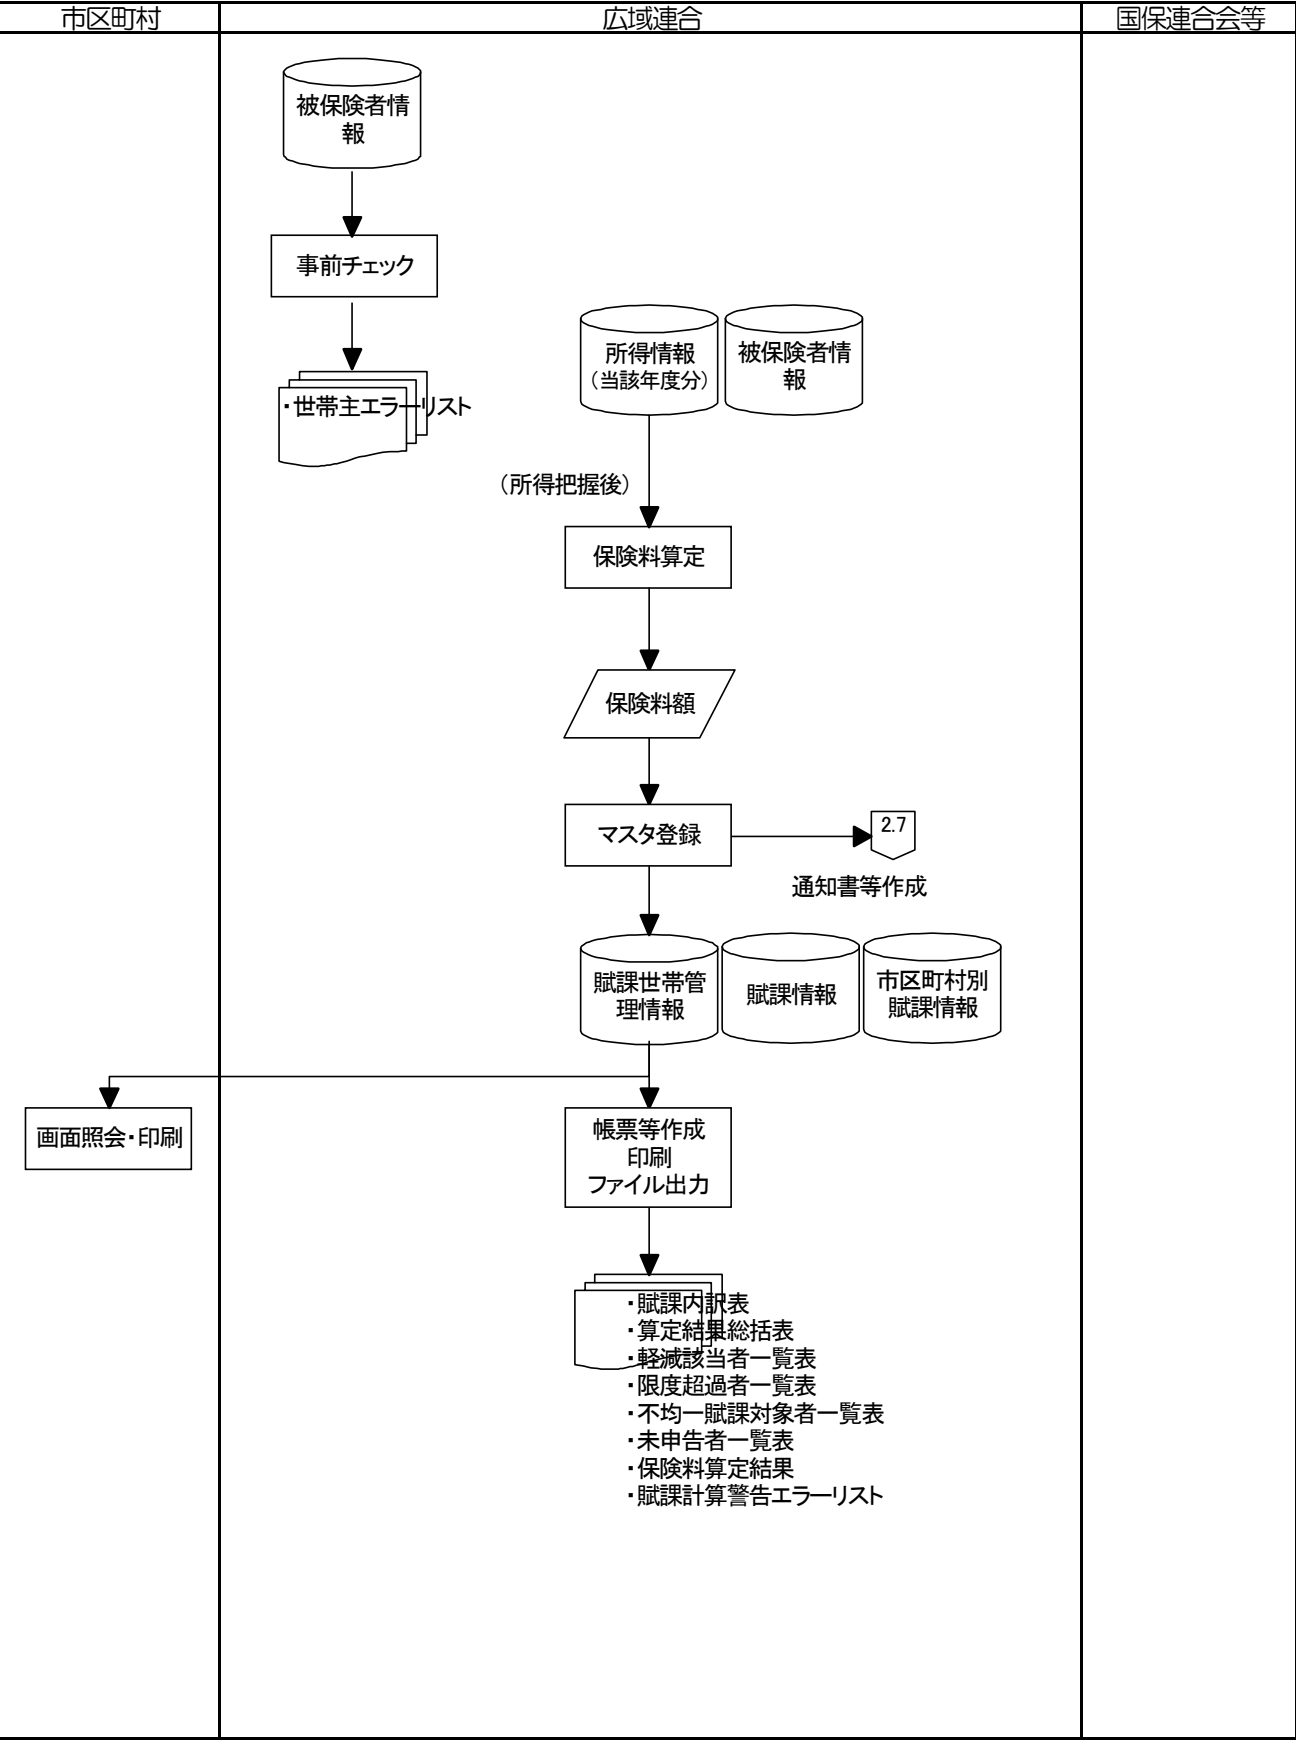 市区町村
広域連合
国保連合会等
被保険者情
報
事前チェック
・世帯主エラーリスト
所得情報
（当該年度分）
被保険者情
報
（所得把握後）
保険料算定
保険料額
マスタ登録
2.7
通知書等作成
賦課世帯管
理情報
賦課情報
市区町村別
賦課情報
画面照会・印刷
帳票等作成
印刷
ファイル出力
・賦課内訳表
・算定結果総括表
・軽減該当者一覧表
・限度超過者一覧表
・不均一賦課対象者一覧表
・未申告者一覧表
・保険料算定結果
・賦課計算警告エラーリスト